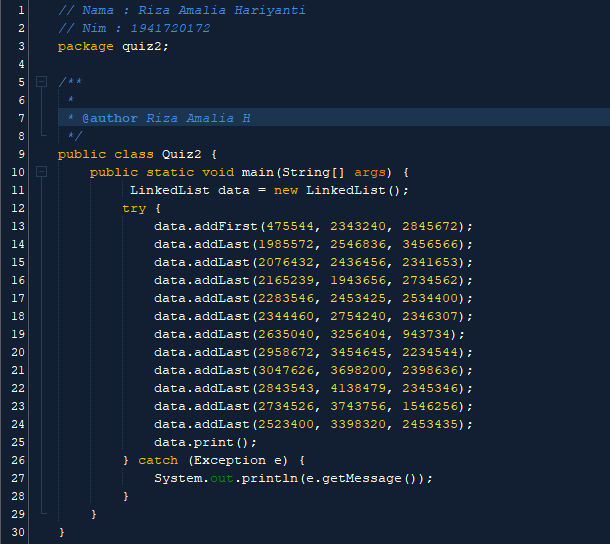 1 // Nama : Riza Amalia Hariyanti
2 // Nim : 1941720172
3 package quiz2;
4
5 /**
6 *
7 * @author Riza Amalia H
8 */
9 public class Quiz2 {
10 public static void main(String[] args) {
11 LinkedList data = new LinkedList();
12 try {
13 data.addFirst(475544, 2343240, 2845672);
14 data.addLast(1985572, 2546836, 3456566);
15 data.addLast(2076432, 2436456, 2341653);
16 data.addLast(2165239, 1943656, 2734562);
17 data.addLast(2283546, 2453425, 2534400);
18 data.addLast(2344460, 2754240, 2346307);
19 data.addLast(2635040, 3256404, 943734);
20 data.addLast(2958672, 3454645, 2234544);
21 data.addLast(3047626, 3698200, 2398636);
22 data.addLast(2843543, 4138479, 2345346);
23 data.addLast(2734526, 3743756, 1546256);
24 data.addLast(2523400, 3398320, 2453435);
25 data.print();
26 } catch (Exception e) {
27 System.out.println(e.getMessage());
28 }
29 }
30 }